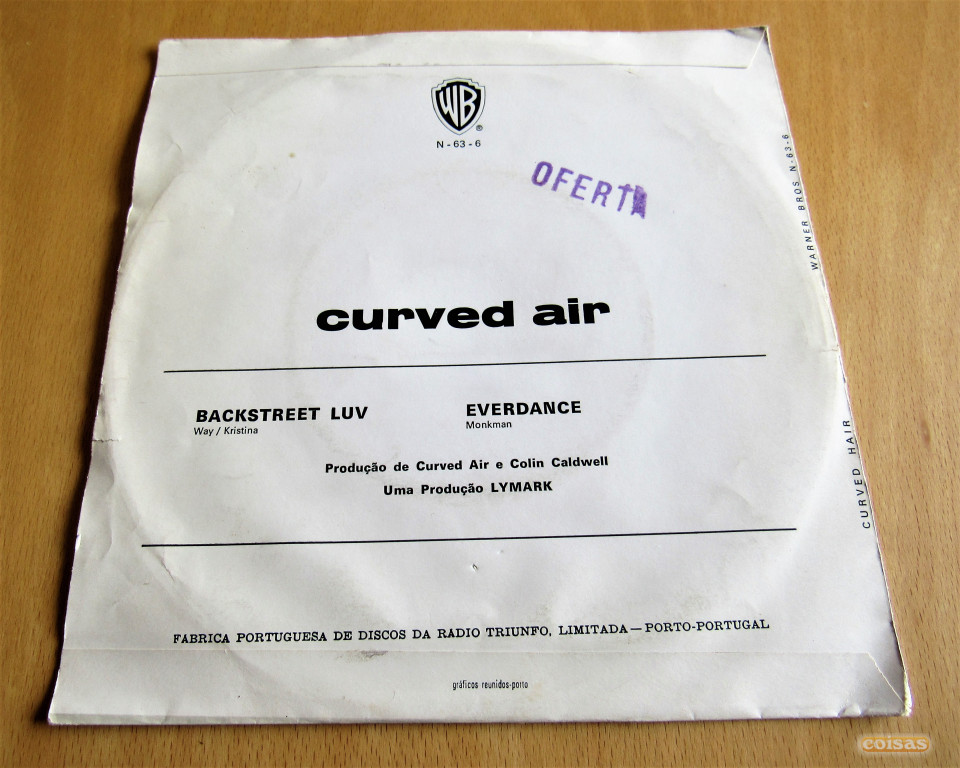 WB
®
N-63-6
OFERTA
curved air
BACKSTREET LUV
Way / Kristina
EVERDANCE
Monkman
Produção de Curved Air e Colin Caldwell
Uma Produção LYMARK
FABRICA PORTUGUESA DE DISCOS DA RADIO TRIUNFO, LIMITADA — PORTO-PORTUGAL
gráficos reunidos-porto
WARNER BROS N-63-6
CURVED HAIR
coisas